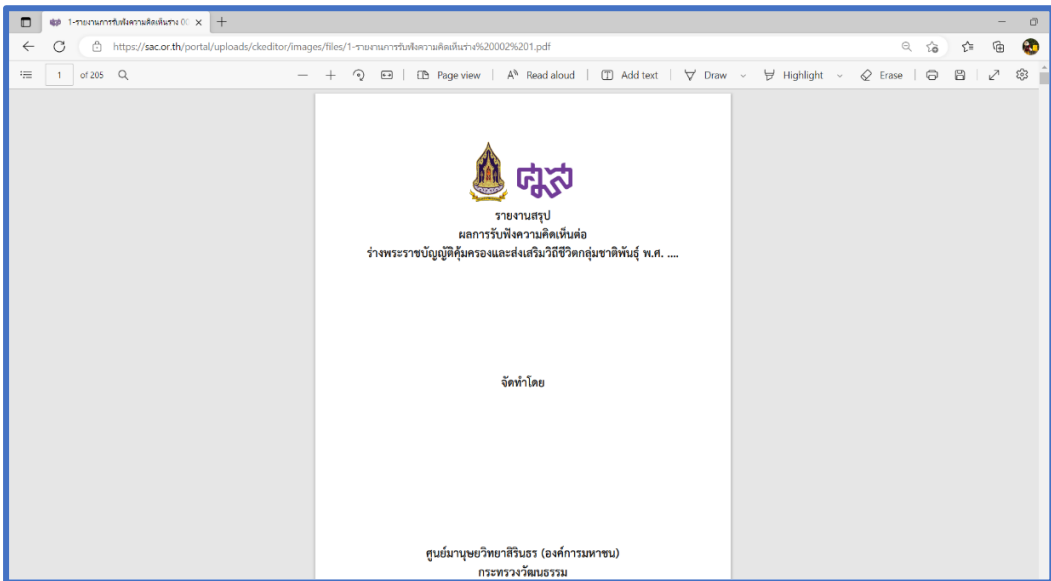 1-รายงานการรับฟังความคิดเห็นร่าง 00
https://sac.or.th/portal/uploads/ckeditor/images/files/1-รายงานการรับฟังความคิดเห็นร่าง%20002%201.pdf
1 of 205 Page view Read aloud Add text Draw Highlight Erase
ศมส
รายงานสรุป
ผลการรับฟังความคิดเห็นต่อ
ร่างพระราชบัญญัติคุ้มครองและส่งเสริมวิถีชีวิตกลุ่มชาติพันธุ์ พ.ศ. ....
จัดทำโดย
ศูนย์มานุษยวิทยาสิรินธร (องค์การมหาชน)
กระทรวงวัฒนธรรม